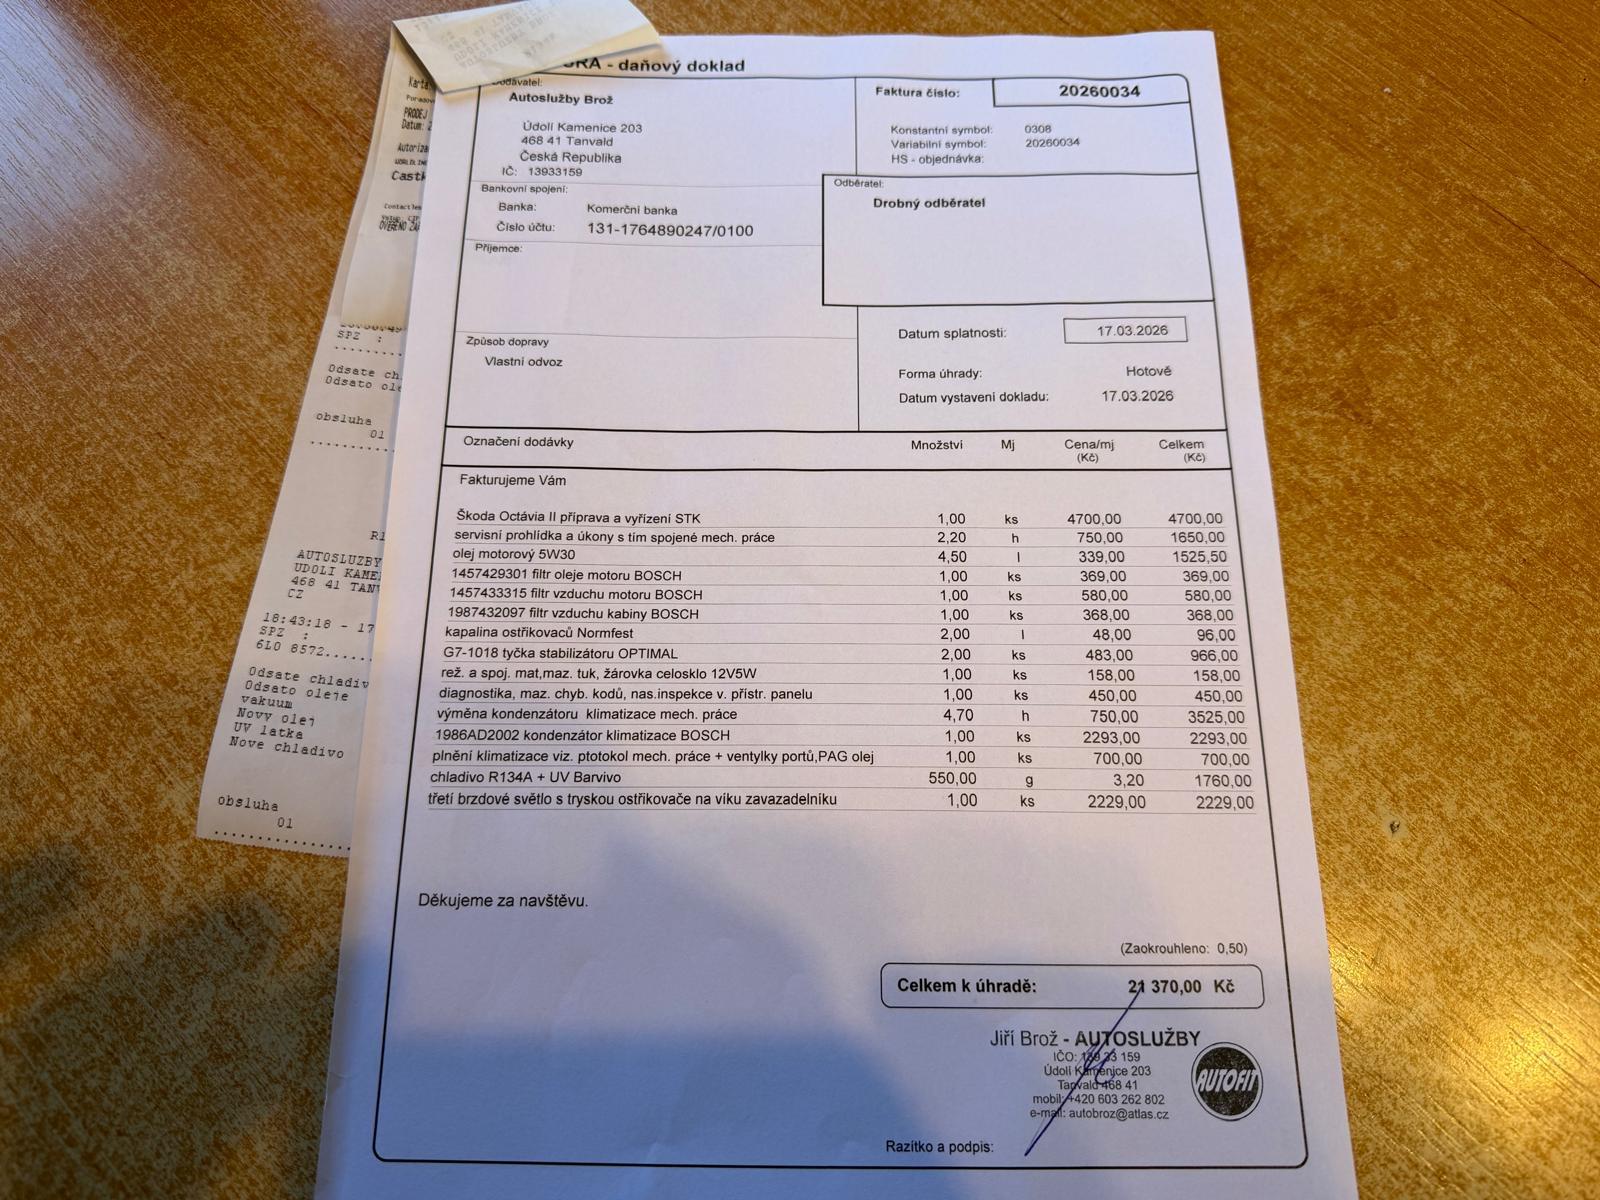 URA - daňový doklad
Dodavatel:
Autoslužby Brož
Údolí Kamenice 203
468 41 Tanvald
Česká Republika
IČ: 13933159
Faktura číslo: 20260034
Konstantní symbol: 0308
Variabilní symbol: 20260034
HS - objednávka:
Bankovní spojení:
Banka: Komerční banka
Číslo účtu: 131-1764890247/0100
Příjemce:
Odběratel:
Drobný odběratel
Způsob dopravy
Vlastní odvoz
Datum splatnosti: 17.03.2026
Forma úhrady: Hotově
Datum vystavení dokladu: 17.03.2026
Označení dodávky Množství Mj Cena/mj (Kč) Celkem (Kč)
Fakturujeme Vám
Škoda Octávia II příprava a vyřízení STK 1,00 ks 4700,00 4700,00
servisní prohlídka a úkony s tím spojené mech. práce 2,20 h 750,00 1650,00
olej motorový 5W30 4,50 l 339,00 1525,50
1457429301 filtr oleje motoru BOSCH 1,00 ks 369,00 369,00
1457433315 filtr vzduchu motoru BOSCH 1,00 ks 580,00 580,00
1987432097 filtr vzduchu kabiny BOSCH 1,00 ks 368,00 368,00
kapalina ostřikovačů Normfest 2,00 l 48,00 96,00
G7-1018 tyčka stabilizátoru OPTIMAL 2,00 ks 483,00 966,00
rež. a spoj. mat,maz. tuk, žárovka celosklo 12V5W 1,00 ks 158,00 158,00
diagnostika, maz. chyb. kodů, nas.inspekce v. přístr. panelu 1,00 ks 450,00 450,00
výměna kondenzátoru klimatizace mech. práce 4,70 h 750,00 3525,00
1986AD2002 kondenzátor klimatizace BOSCH 1,00 ks 2293,00 2293,00
plnění klimatizace viz. ptotokol mech. práce + ventylky portů,PAG olej 1,00 ks 700,00 700,00
chladivo R134A + UV Barvivo 550,00 g 3,20 1760,00
třetí brzdové světlo s tryskou ostřikovače na víku zavazadelníku 1,00 ks 2229,00 2229,00
Děkujeme za navštěvu.
(Zaokrouhleno: 0,50)
Celkem k úhradě: 21 370,00 Kč
Jiří Brož - AUTOSLUŽBY
IČO: 139 33 159
Údolí Kamenice 203
Tanvald 468 41
mobil: +420 603 262 802
e-mail: autobroz@atlas.cz
AUTOFIT
Razítko a podpis:
Karta:
PRODEJ
Datum: 2
SPZ :
Odsate ch
Odsato ole
obsluha
01
R1
AUTOSLUZBY
UDOLI KAME
468 41 TAN
CZ
18:43:18 - 17
SPZ :
6L0 8572......
Odsate chladiv
Odsato oleje
vakuum
Novy olej
UV latka
Nove chladivo
obsluha
01